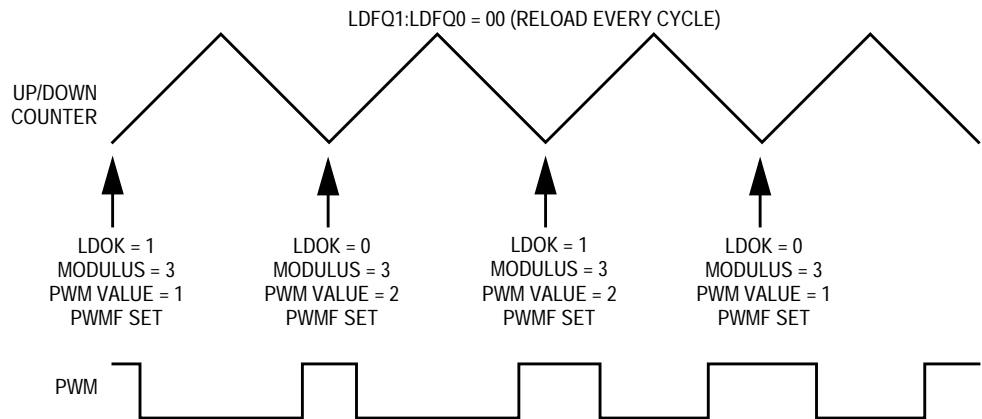 LDFQ1:LDFQ0 = 00 (RELOAD EVERY CYCLE)
UP/DOWN
COUNTER
LDOK = 1
MODULUS = 3
PWM VALUE = 1
PWMF SET
LDOK = 0
MODULUS = 3
PWM VALUE = 2
PWMF SET
LDOK = 1
MODULUS = 3
PWM VALUE = 2
PWMF SET
LDOK = 0
MODULUS = 3
PWM VALUE = 1
PWMF SET
PWM